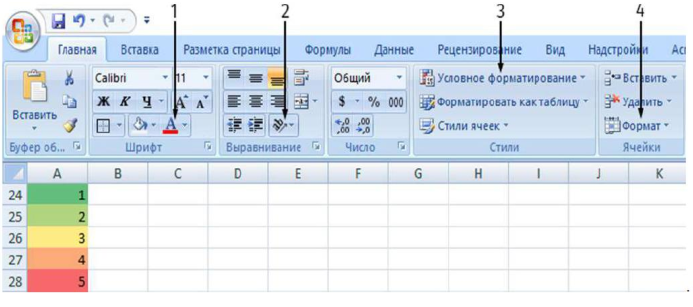 1 2 3 4
Главная Вставка Разметка страницы Формулы Данные Рецензирование Вид Надстройки
Calibri 11 Общий Условное форматирование Вставить
Ж К Ч A A $ % 000 Форматировать как таблицу Удалить
Вставить A ,0 ,00 ,00 ,0 Стили ячеек Формат
Буфер об... Шрифт Выравнивание Число Стили Ячейки
A B C D E F G H I J K
24 1
25 2
26 3
27 4
28 5